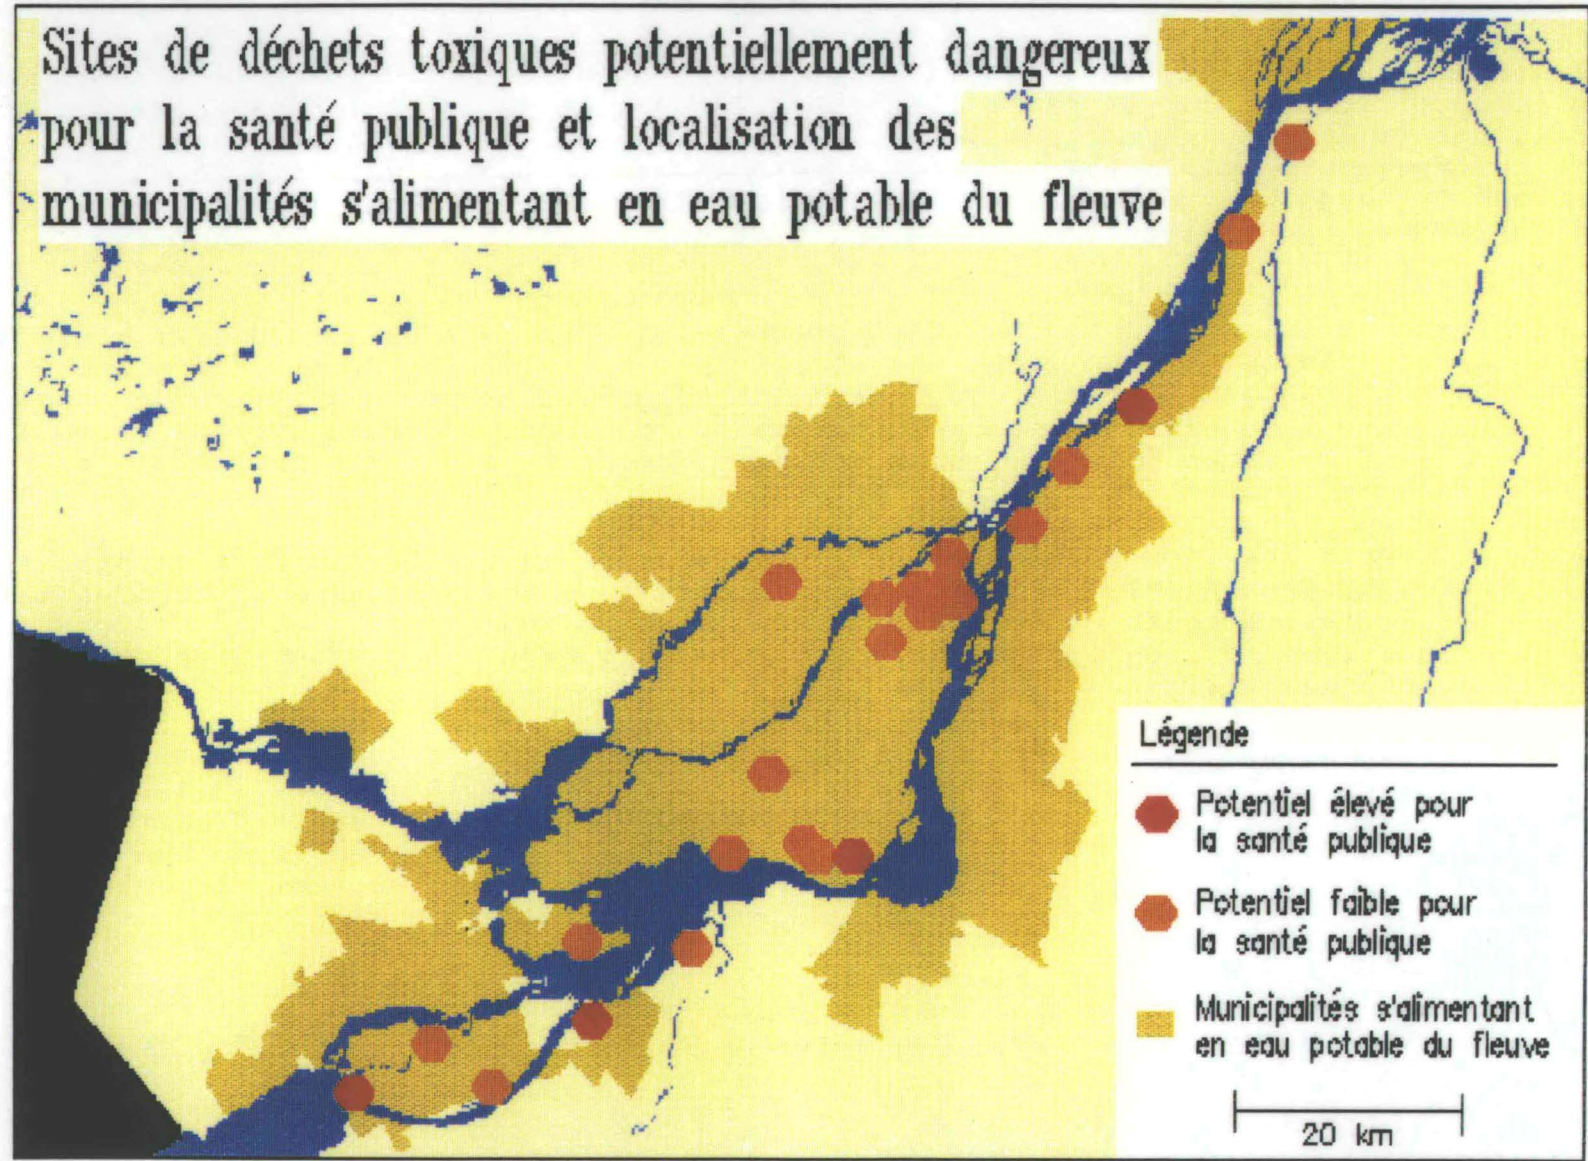 Sites de déchets toxiques potentiellement dangereux
pour la santé publique et localisation des
municipalités s'alimentant en eau potable du fleuve
Légende
Potentiel élevé pour
la santé publique
Potentiel faible pour
la santé publique
Municipalités s'alimentant
en eau potable du fleuve
20 km